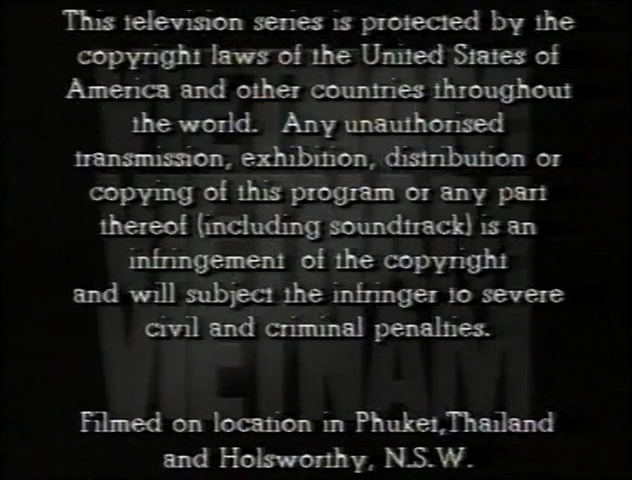 This television series is protected by the
copyright laws of the United States of
America and other countries throughout
the world. Any unauthorised
transmission, exhibition, distribution or
copying of this program or any part
thereof (including soundtrack) is an
infringement of the copyright
and will subject the infringer to severe
civil and criminal penalties.
VIETNAM
VIETNAM
VIETNAM
Filmed on location in Phuket,Thailand
and Holsworthy, N.S.W.